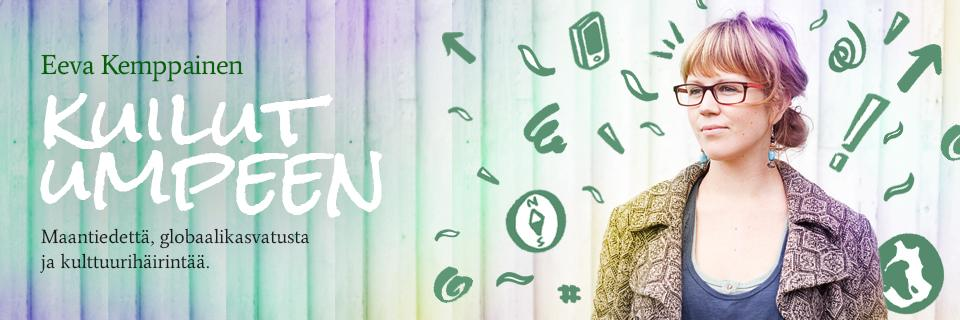 Eeva Kemppainen
KUILUT
UMPEEN
Maantiedettä, globaalikasvatusta
ja kulttuurihäirintää.
N
S
#